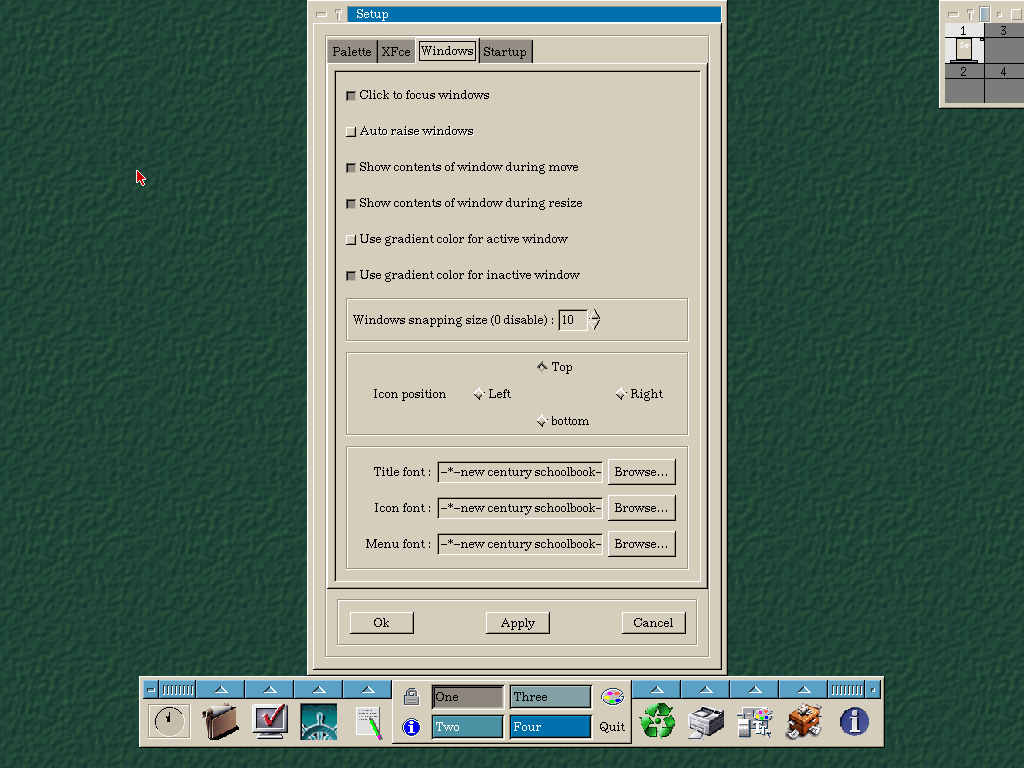 Setup
1 3
2 4
Palette XFce Windows Startup
Click to focus windows
Auto raise windows
Show contents of window during move
Show contents of window during resize
Use gradient color for active window
Use gradient color for inactive window
Windows snapping size (0 disable) : 10
Top
Icon position Left Right
bottom
Title font : -*-new century schoolbook- Browse...
Icon font : -*-new century schoolbook- Browse...
Menu font : -*-new century schoolbook- Browse...
Ok Apply Cancel
One Three
Two Four Quit